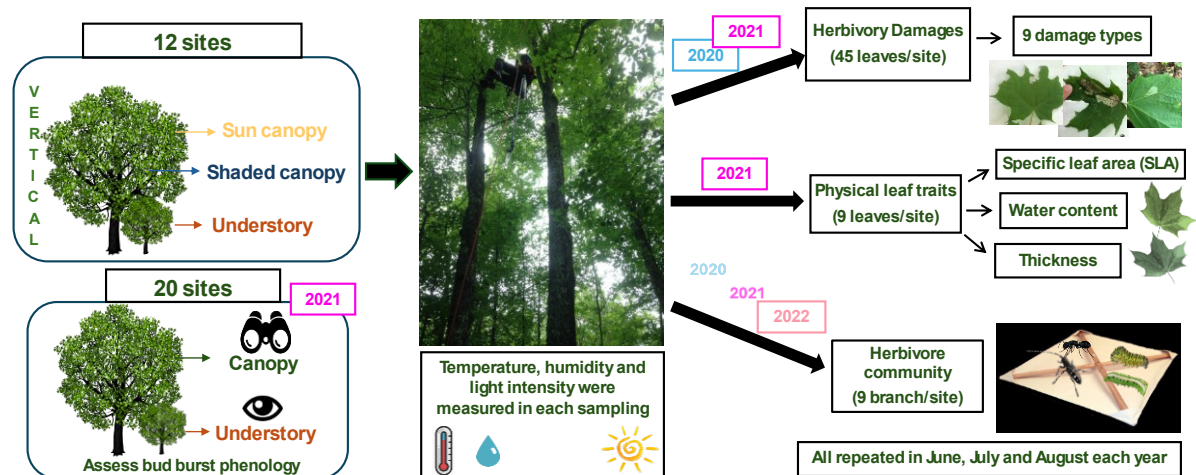 12 sites
VERTICAL
Sun canopy
Shaded canopy
Understory
20 sites
2021
Canopy
Understory
Assess bud burst phenology
Temperature, humidity and
light intensity were
measured in each sampling
2021
2020
Herbivory Damages
(45 leaves/site)
9 damage types
2021
Physical leaf traits
(9 leaves/site)
Specific leaf area (SLA)
Water content
Thickness
2020
2021
2022
Herbivore
community
(9 branch/site)
All repeated in June, July and August each year